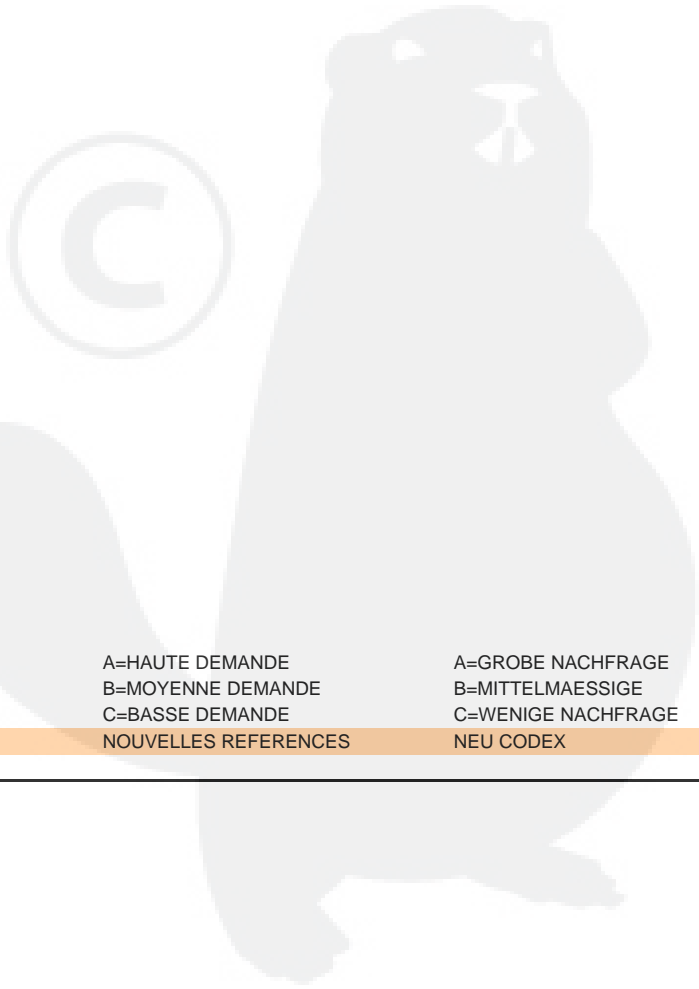 ©
A=HAUTE DEMANDE A=GROBE NACHFRAGE
B=MOYENNE DEMANDE B=MITTELMAESSIGE
C=BASSE DEMANDE C=WENIGE NACHFRAGE
NOUVELLES REFERENCES NEU CODEX